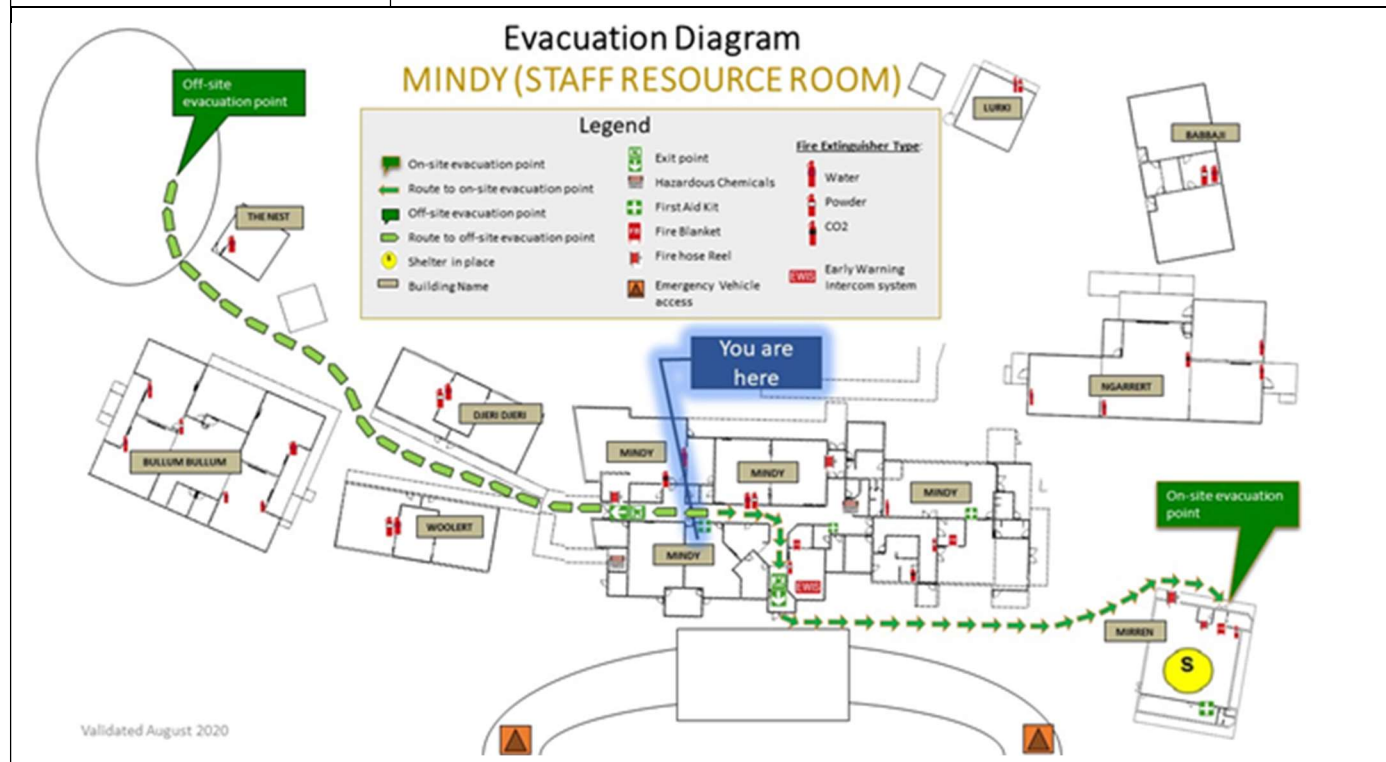 Evacuation Diagram
MINDY (STAFF RESOURCE ROOM)
Off-site
evacuation point
Legend
On-site evacuation point
Route to on-site evacuation point
Off-site evacuation point
Route to off-site evacuation point
S
Shelter in place
Building Name
Exit point
Hazardous Chemicals
First Aid Kit
FB
Fire Blanket
Fire hose Reel
Emergency Vehicle
access
Fire Extinguisher Type:
Water
Powder
CO2
EWIS
Early Warning
Intercom system
LURKI
BABBAJI
THE NEST
You are
here
NGARRERT
DJERI DJERI
BULLUM BULLUM
WOOLERT
MINDY
MINDY
MINDY
MINDY
EWIS
On-site evacuation
point
MIRREN
S
Validated August 2020